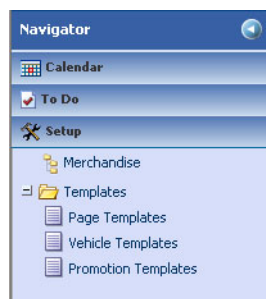 Navigator
Calendar
To Do
Setup
Merchandise
Templates
Page Templates
Vehicle Templates
Promotion Templates